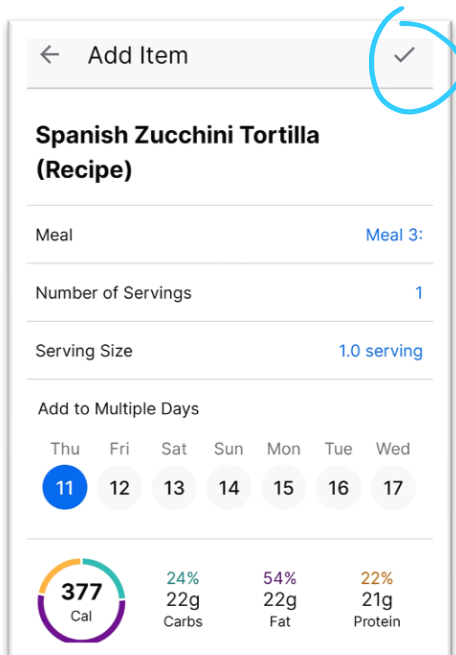 Add Item
Spanish Zucchini Tortilla
(Recipe)
Meal Meal 3:
Number of Servings 1
Serving Size 1.0 serving
Add to Multiple Days
Thu Fri Sat Sun Mon Tue Wed
11 12 13 14 15 16 17
24% 54% 22%
377 22g 22g 21g
Cal Carbs Fat Protein